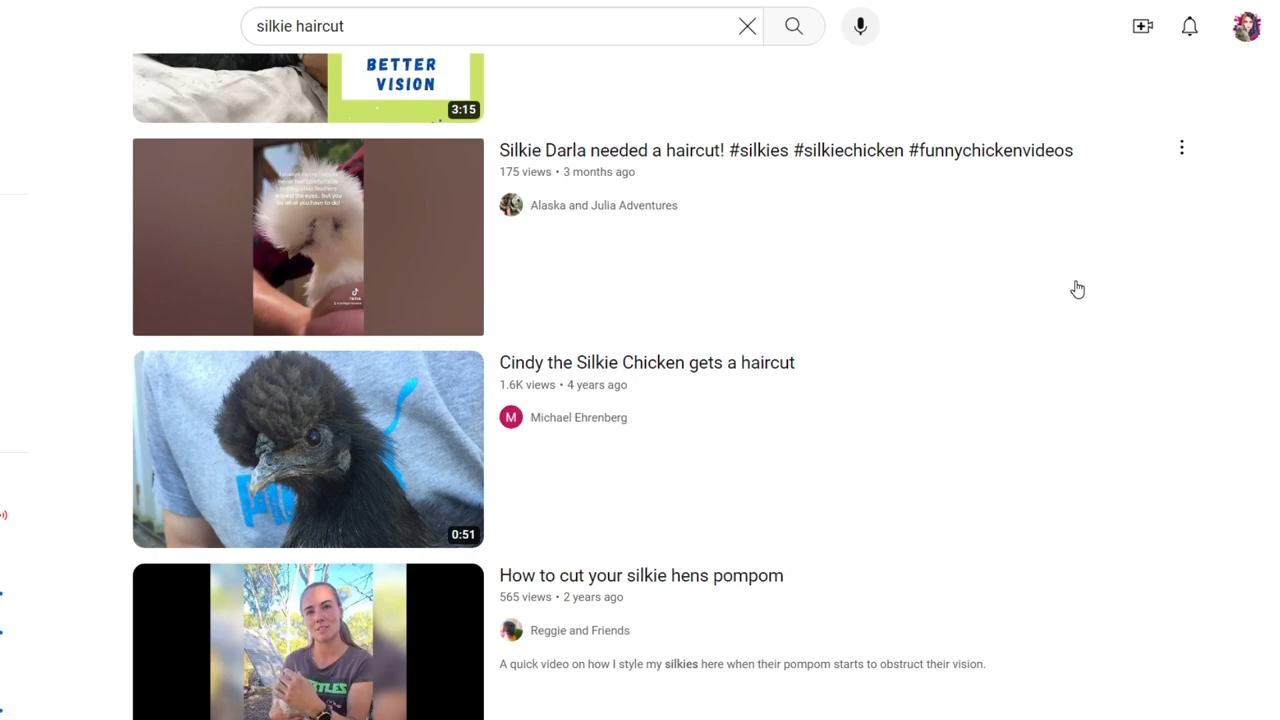 silkie haircut
BETTER
VISION
3:15
Silkie Darla needed a haircut! #silkies #silkiechicken #funnychickenvideos
175 views • 3 months ago
Alaska and Julia Adventures
TikTok
Cindy the Silkie Chicken gets a haircut
1.6K views • 4 years ago
M
Michael Ehrenberg
0:51
How to cut your silkie hens pompom
565 views • 2 years ago
Reggie and Friends
A quick video on how I style my silkies here when their pompom starts to obstruct their vision.